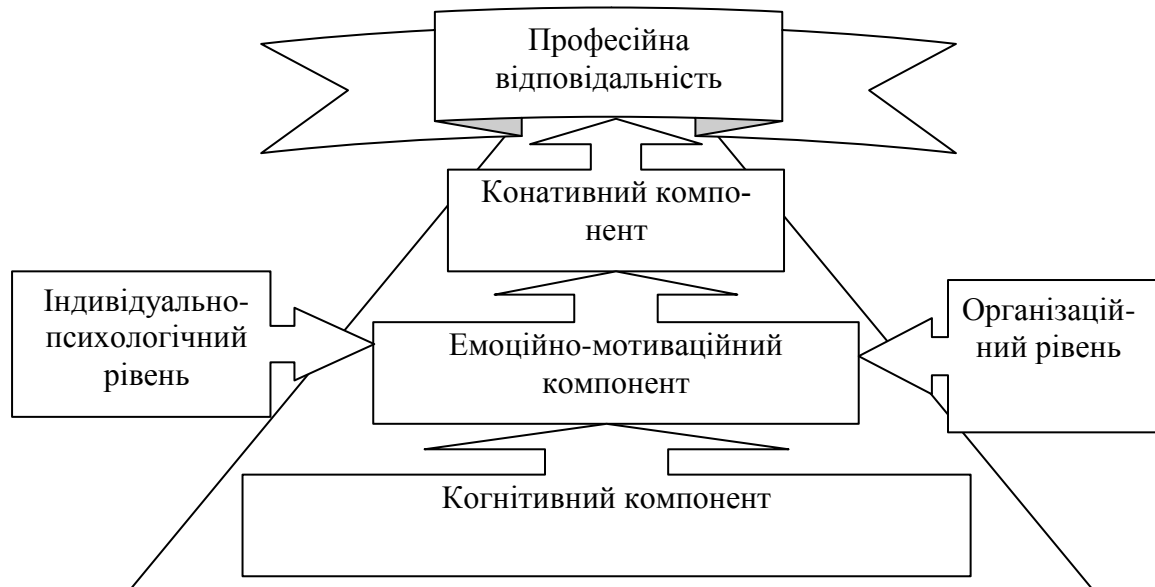 Професійна
відповідальність
Конативний компо-
нент
Індивідуально-
психологічний
рівень
Емоційно-мотиваційний
компонент
Організацій-
ний рівень
Когнітивний компонент